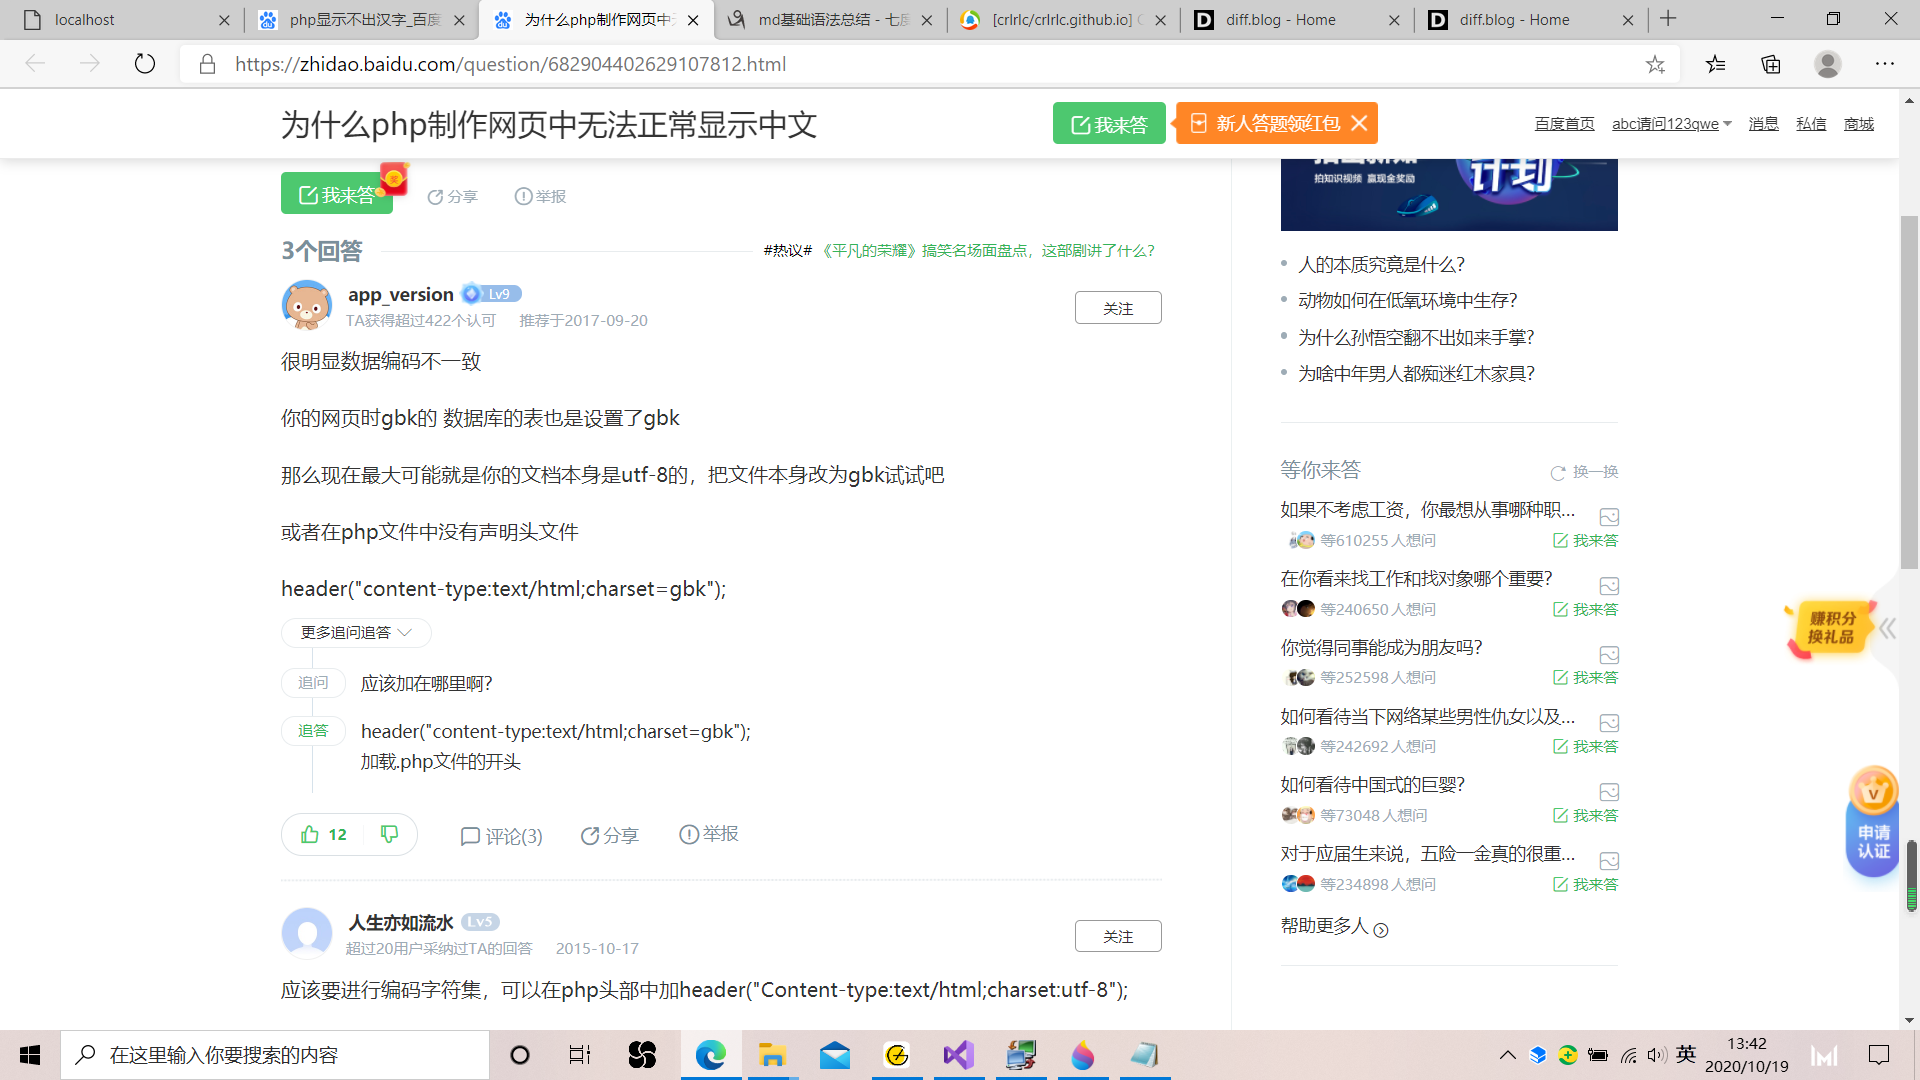 localhost
php显示不出汉字_百度
为什么php制作网页中无
md基础语法总结 - 七度
[crlrlc/crlrlc.github.io]
diff.blog - Home
diff.blog - Home
https://zhidao.baidu.com/question/682904402629107812.html
为什么php制作网页中无法正常显示中文
我来答
新人答题领红包
百度首页
abc请问123qwe
消息
私信
商城
拍知识视频 赢现金奖励
计划
我来答
分享
举报
3个回答
#热议# 《平凡的荣耀》搞笑名场面盘点，这部剧讲了什么？
app_version
Lv9
TA获得超过422个认可
推荐于2017-09-20
关注
很明显数据编码不一致
你的网页时gbk的 数据库的表也是设置了gbk
那么现在最大可能就是你的文档本身是utf-8的，把文件本身改为gbk试试吧
或者在php文件中没有声明头文件
header("content-type:text/html;charset=gbk");
更多追问追答
追问
应该加在哪里啊?
追答
header("content-type:text/html;charset=gbk");
加载.php文件的开头
12
评论(3)
分享
举报
人生亦如流水
Lv5
超过20用户采纳过TA的回答
2015-10-17
关注
应该要进行编码字符集，可以在php头部中加header("Content-type:text/html;charset:utf-8");
人的本质究竟是什么?
动物如何在低氧环境中生存?
为什么孙悟空翻不出如来手掌?
为啥中年男人都痴迷红木家具?
等你来答
换一换
如果不考虑工资，你最想从事哪种职...
等610255人想问
我来答
在你看来找工作和找对象哪个重要?
等240650人想问
我来答
你觉得同事能成为朋友吗?
等252598人想问
我来答
如何看待当下网络某些男性仇女以及...
等242692人想问
我来答
如何看待中国式的巨婴?
等73048人想问
我来答
对于应届生来说，五险一金真的很重...
等234898人想问
我来答
帮助更多人
赚积分
换礼品
申请
认证
在这里输入你要搜索的内容
英
13:42
2020/10/19